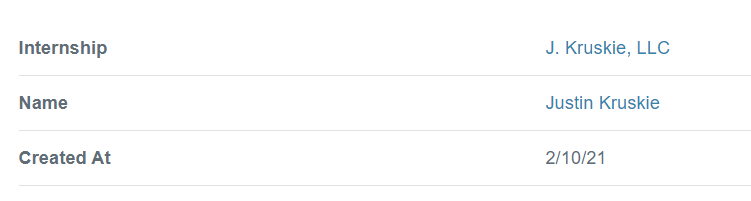 Internship J. Kruskie, LLC
Name Justin Kruskie
Created At 2/10/21